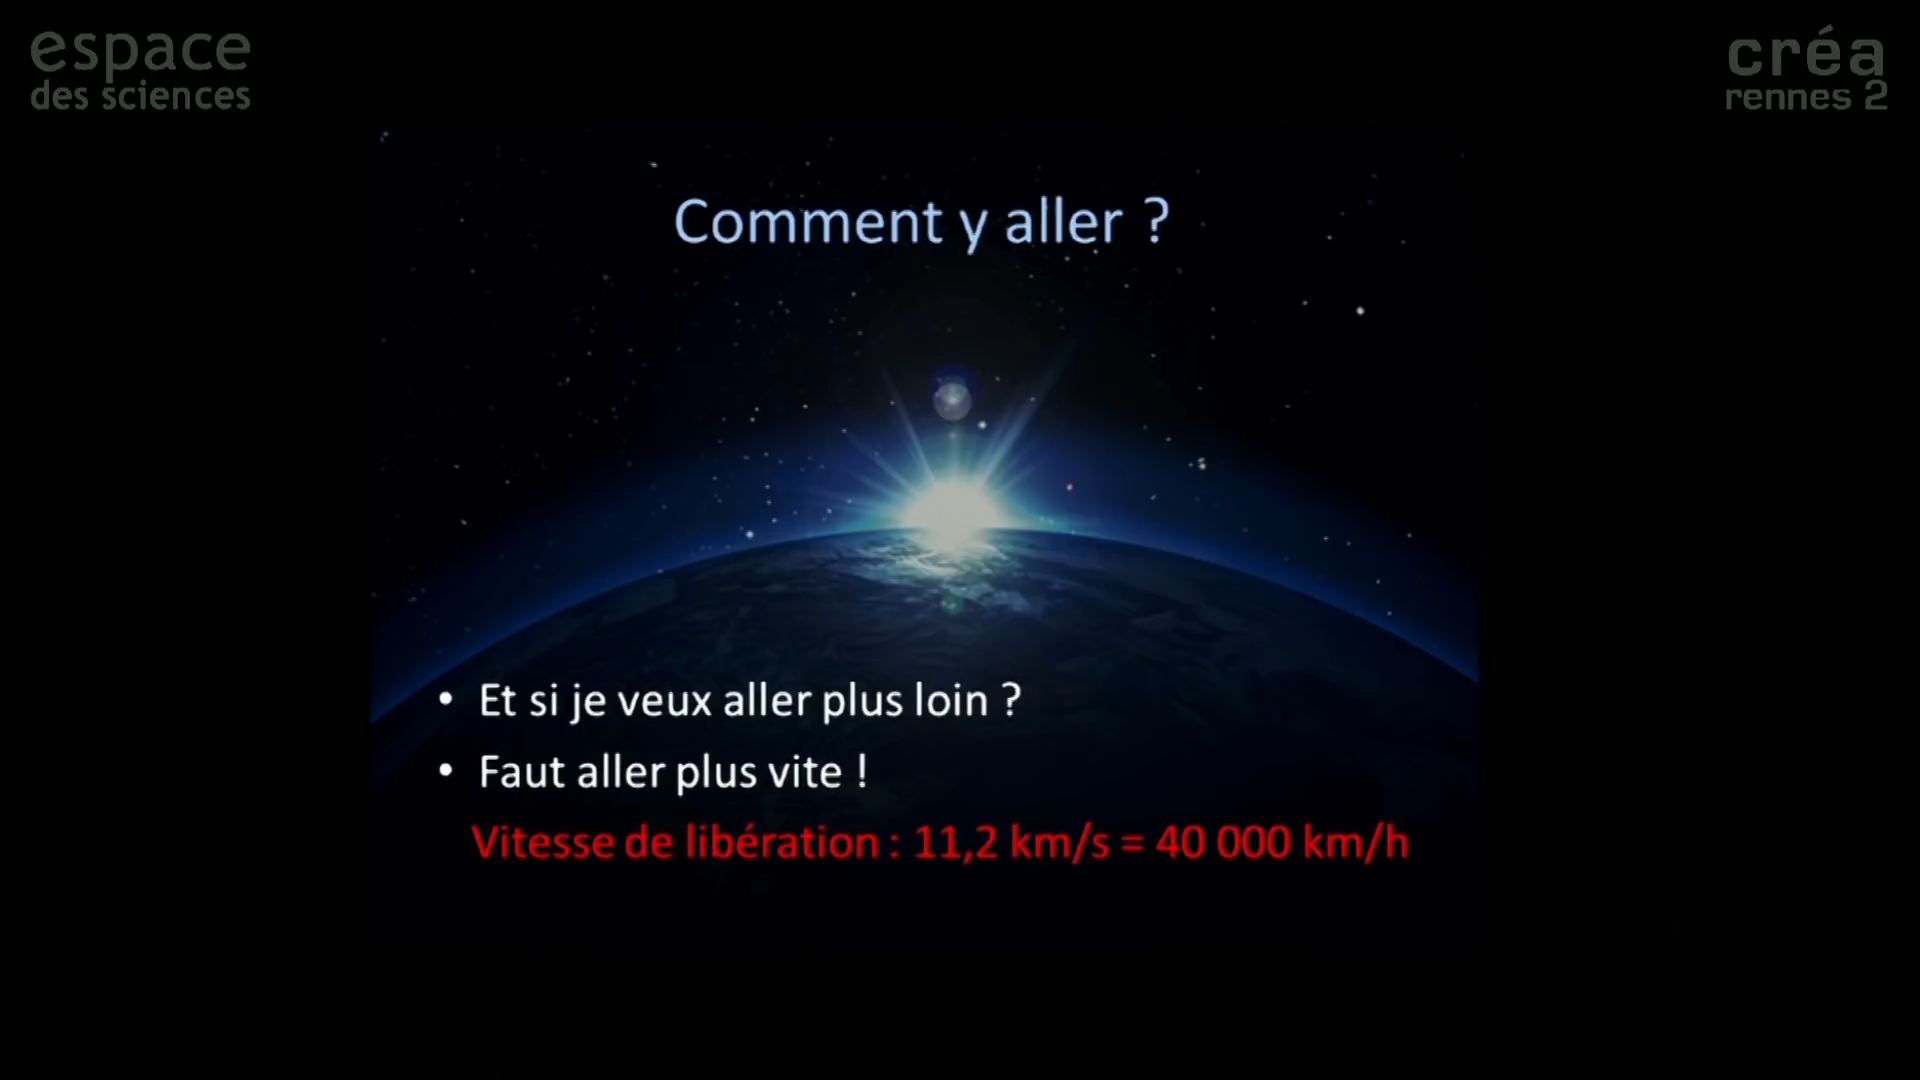 espace
des sciences
créa
rennes 2
Comment y aller ?
• Et si je veux aller plus loin ?
• Faut aller plus vite !
Vitesse de libération : 11,2 km/s = 40 000 km/h